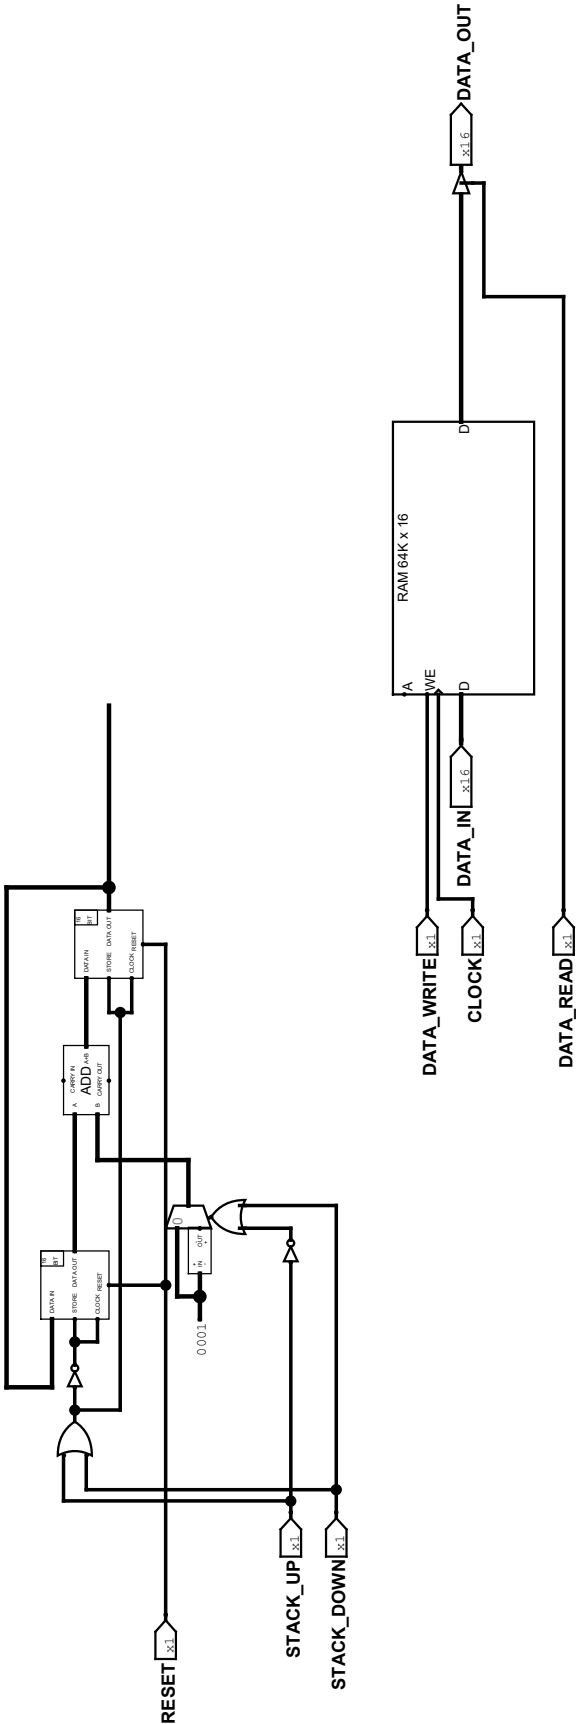 RESET
x1
STACK_UP
x1
STACK_DOWN
x1
16
BIT
DATA IN
STORE
DATA OUT
CLOCK
RESET
0001
+
IN
-
OUT
+
0
CARRY IN
A
A+B
ADD
B
CARRY OUT
16
BIT
DATA IN
STORE
DATA OUT
CLOCK
RESET
DATA_WRITE
x1
CLOCK
x1
DATA_READ
x1
DATA_IN
x16
RAM 64K x 16
A
WE
D
D
x16
DATA_OUT